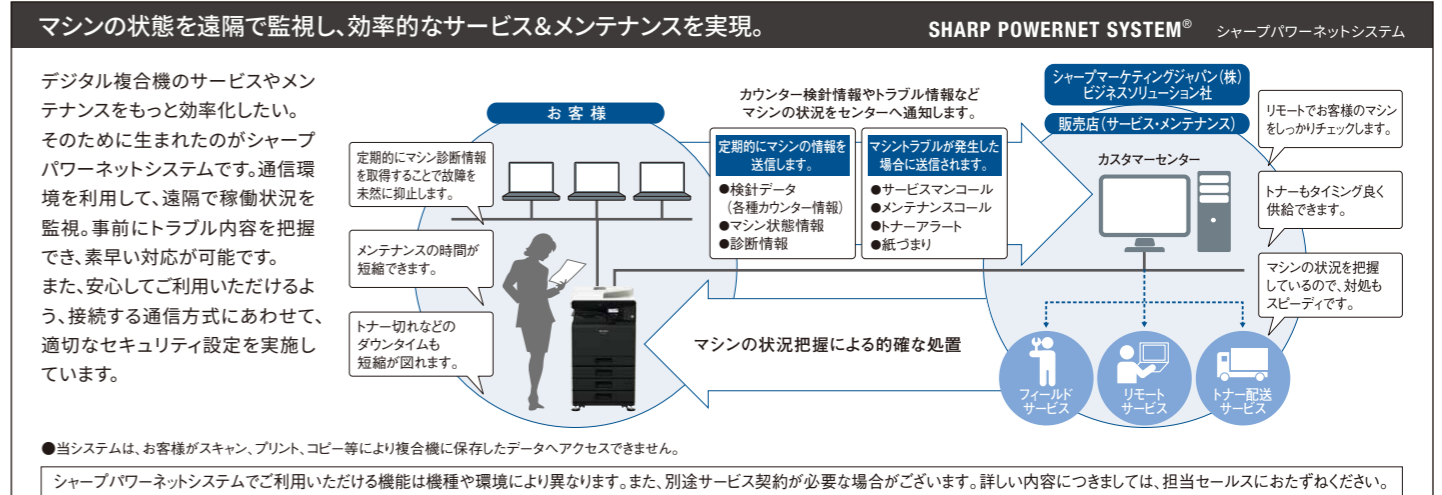 マシンの状態を遠隔で監視し、効率的なサービス&メンテナンスを実現。
SHARP POWERNET SYSTEM® シャープパワーネットシステム
デジタル複合機のサービスやメン
テナンスをもっと効率化したい。
そのために生まれたのがシャープ
パワーネットシステムです。通信環
境を利用して、遠隔で稼働状況を
監視。事前にトラブル内容を把握
でき、素早い対応が可能です。
また、安心してご利用いただけるよ
う、接続する通信方式にあわせて、
適切なセキュリティ設定を実施し
ています。
お客様
定期的にマシン診断情報
を取得することで故障を
未然に抑止します。
メンテナンスの時間が
短縮できます。
トナー切れなどの
ダウンタイムも
短縮が図れます。
カウンター検針情報やトラブル情報など
マシンの状況をセンターへ通知します。
定期的にマシンの情報を
送信します。
●検針データ
(各種カウンター情報)
●マシン状態情報
●診断情報
マシントラブルが発生した
場合に送信されます。
●サービスマンコール
●メンテナンスコール
●トナーアラート
●紙づまり
マシンの状況把握による的確な処置
シャープマーケティングジャパン(株)
ビジネスソリューション社
販売店(サービス・メンテナンス)
カスタマーセンター
リモートでお客様のマシン
をしっかりチェックします。
トナーもタイミング良く
供給できます。
マシンの状況を把握
しているので、対処も
スピーディです。
フィールド
サービス
リモート
サービス
トナー配送
サービス
●当システムは、お客様がスキャン、プリント、コピー等により複合機に保存したデータへアクセスできません。
シャープパワーネットシステムでご利用いただける機能は機種や環境により異なります。また、別途サービス契約が必要な場合がございます。詳しい内容につきましては、担当セールスにおたずねください。